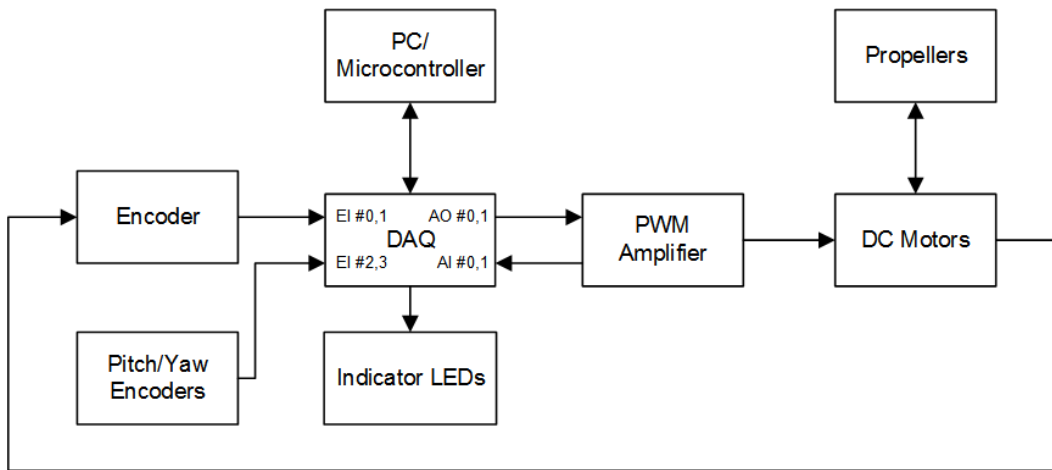 PC/
Microcontroller
Propellers
Encoder
EI #0,1 AO #0,1
DAQ
EI #2,3 AI #0,1
PWM
Amplifier
DC Motors
Pitch/Yaw
Encoders
Indicator LEDs